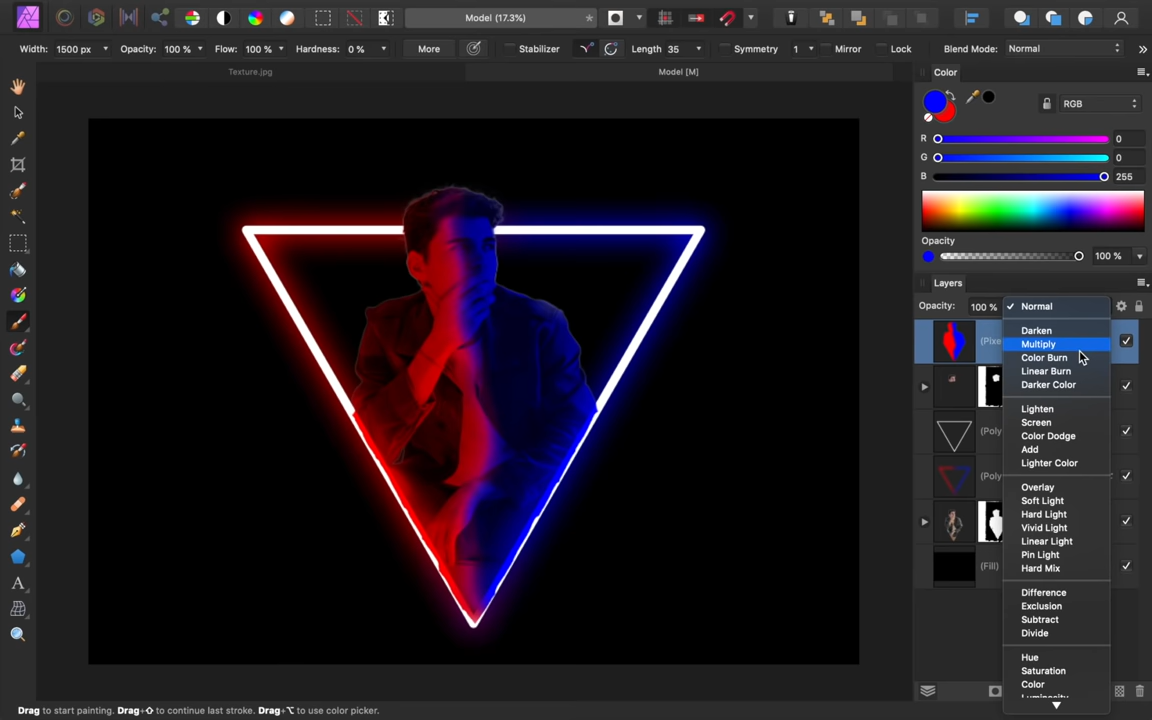 Model (17.3%)
*
Width: 1500 px Opacity: 100 % Flow: 100 % Hardness: 0 % More Stabilizer Length 35 Symmetry 1 Mirror Lock Blend Mode: Normal
Texture.jpg Model [M]
Color
RGB
R 0
G 0
B 255
Opacity
100 %
Layers
Opacity: 100 % ✓ Normal
Darken
(Pixe Multiply
Color Burn
Linear Burn
Darker Color
Lighten
Screen
(Poly
Color Dodge
Add
Lighter Color
(Poly
Overlay
Soft Light
Hard Light
Vivid Light
Linear Light
Pin Light
(Fill) Hard Mix
Difference
Exclusion
Subtract
Divide
Hue
Saturation
Color
Luminosity
Drag to start painting. Drag+⇧ to continue last stroke. Drag+⌥ to use color picker.